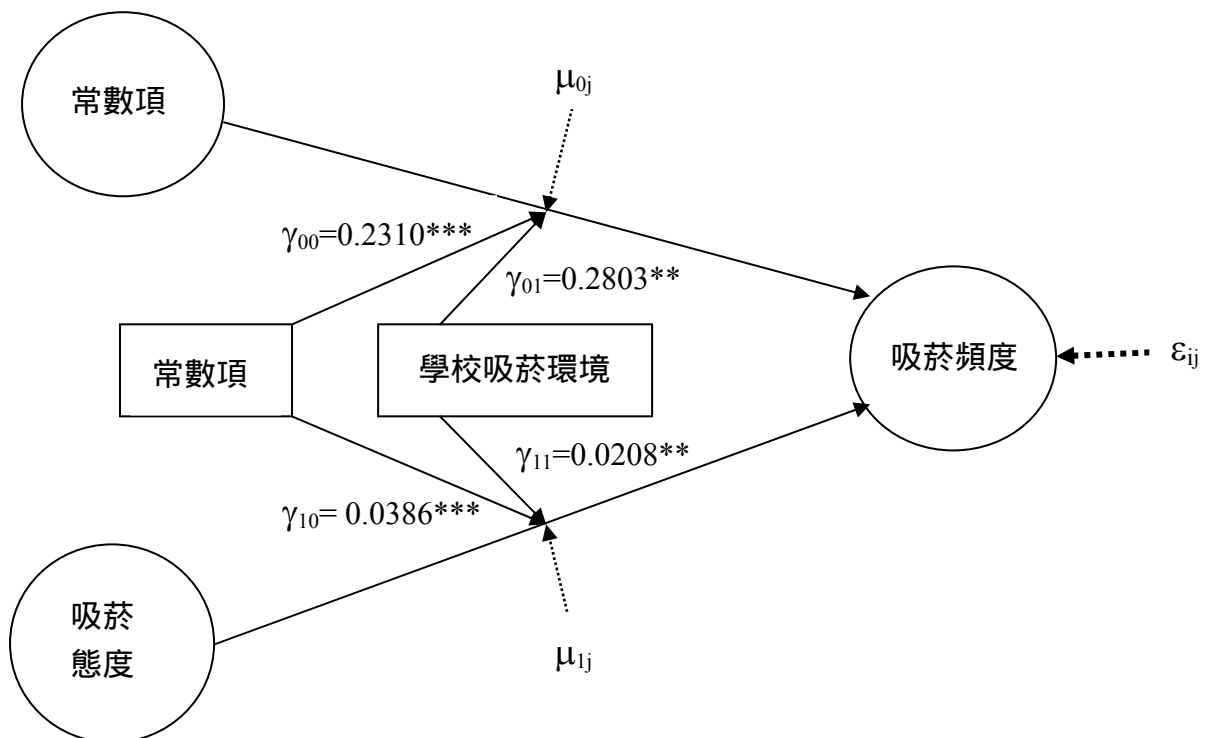 常數項
μ0j
γ00=0.2310***
γ01=0.2803**
常數項
學校吸菸環境
吸菸頻度
εij
γ11=0.0208**
γ10= 0.0386***
吸菸
態度
μ1j